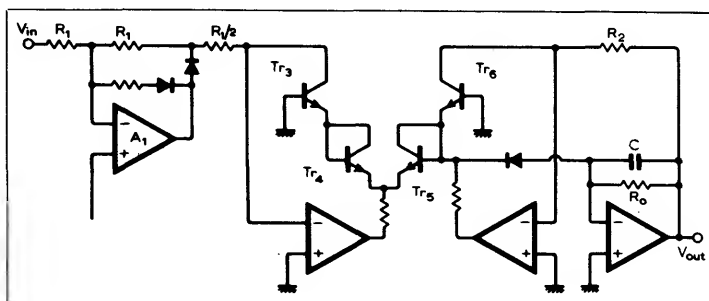 Vin
R1
R1
R1/2
R2
Tr3
Tr6
A1
−
+
Tr4
Tr5
C
Ro
−
+
−
+
−
+
Vout